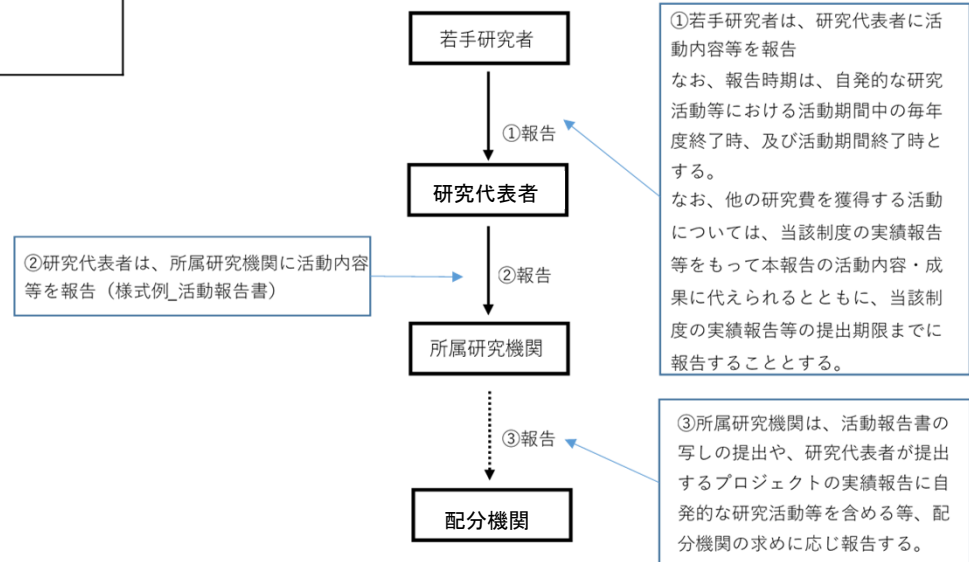 若手研究者
①報告
研究代表者
②報告
所属研究機関
③報告
配分機関
①若手研究者は、研究代表者に活
動内容等を報告
なお、報告時期は、自発的な研究
活動等における活動期間中の毎年
度終了時、及び活動期間終了時と
する。
なお、他の研究費を獲得する活動
については、当該制度の実績報告
等をもって本報告の活動内容・成
果に代えられるとともに、当該制
度の実績報告等の提出期限までに
報告することとする。
②研究代表者は、所属研究機関に活動内容
等を報告（様式例_活動報告書）
③所属研究機関は、活動報告書の
写しの提出や、研究代表者が提出
するプロジェクトの実績報告に自
発的な研究活動等を含める等、配
分機関の求めに応じ報告する。